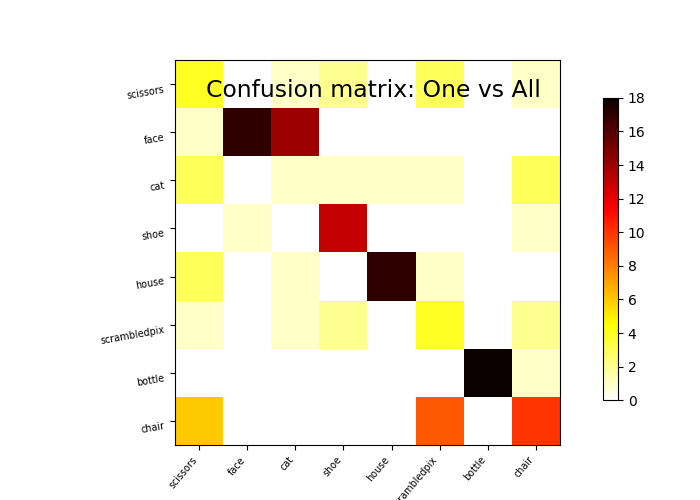 Confusion matrix: One vs All
scissors
face
cat
shoe
house
scrambledpix
bottle
chair
scissors
face
cat
shoe
house
rambledpix
bottle
chair
18
16
14
12
10
8
6
4
2
0